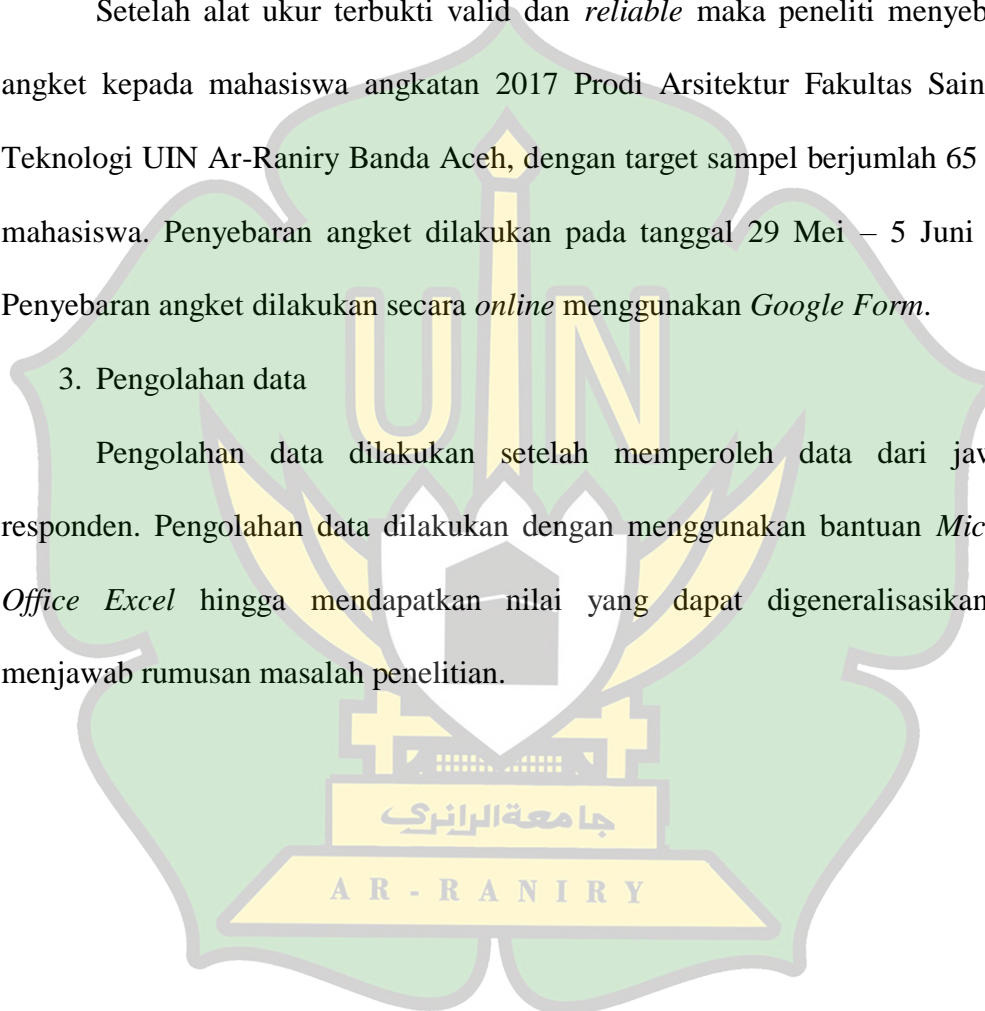 Setelah alat ukur terbukti valid dan reliable maka peneliti menyeb
angket kepada mahasiswa angkatan 2017 Prodi Arsitektur Fakultas Sain
Teknologi UIN Ar-Raniry Banda Aceh, dengan target sampel berjumlah 65
mahasiswa. Penyebaran angket dilakukan pada tanggal 29 Mei – 5 Juni
Penyebaran angket dilakukan secara online menggunakan Google Form.
UIN
3. Pengolahan data
Pengolahan data dilakukan setelah memperoleh data dari jaw
responden. Pengolahan data dilakukan dengan menggunakan bantuan Mic
Office Excel hingga mendapatkan nilai yang dapat digeneralisasikan
menjawab rumusan masalah penelitian.
جامعة الرانري
AR-RANIRY